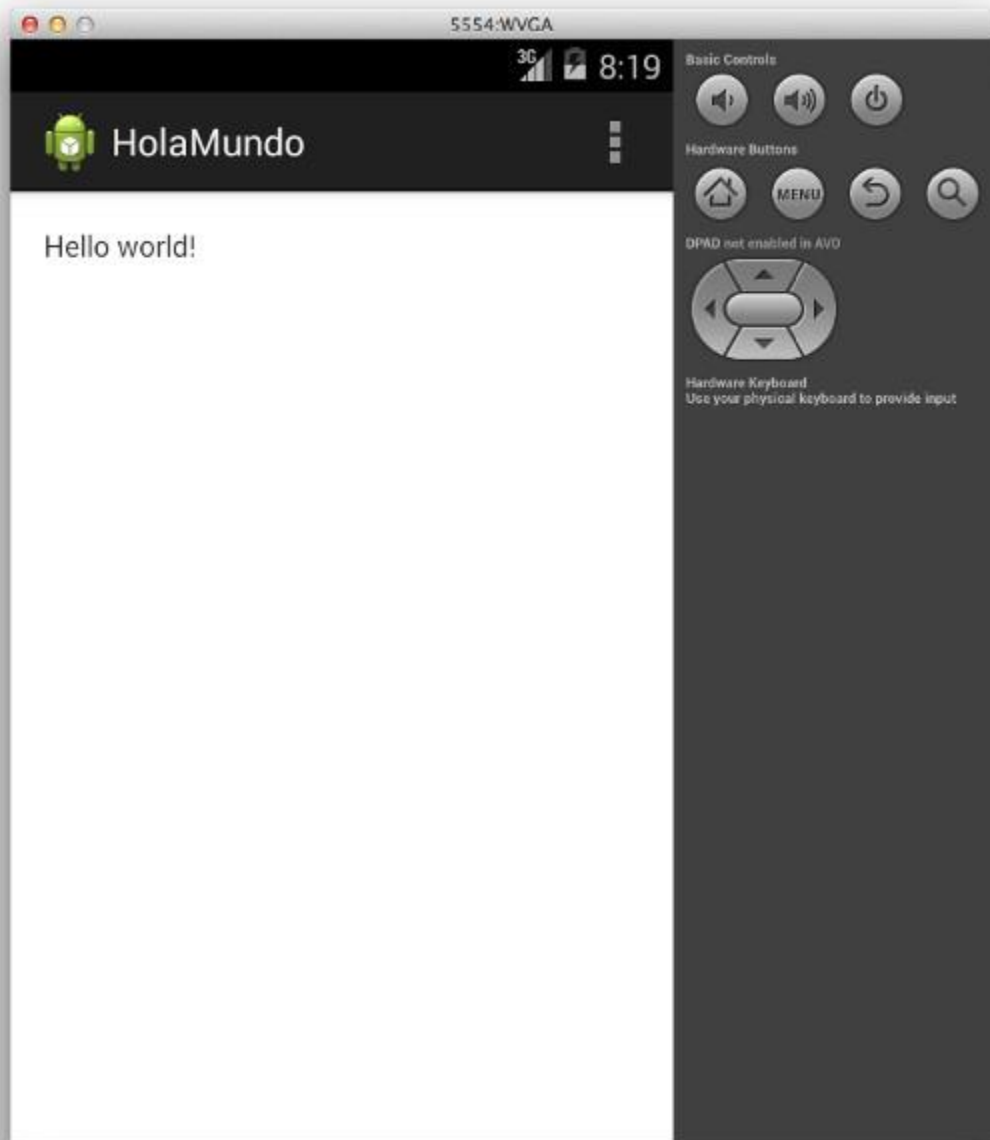 5554:WVGA
3G 8:19
HolaMundo
Hello world!
Basic Controls
Hardware Buttons
MENU
DPAD not enabled in AVD
Hardware Keyboard
Use your physical keyboard to provide input